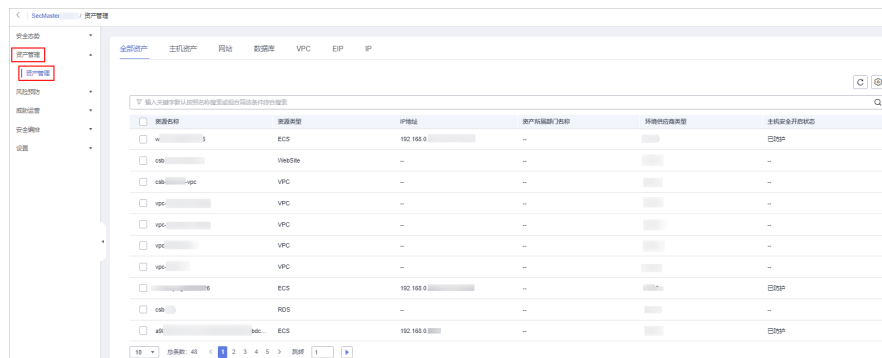 < | SecMaster / 资产管理
安全态势
资产管理
资产管理
风险预防
威胁运营
安全编排
设置
全部资产 主机资产 网站 数据库 VPC EIP IP
输入关键字默认按照名称搜索或组合筛选条件综合搜索
资源名称 资源类型 IP地址 资产所属部门名称 环境供应商类型 主机安全开启状态
w 3 ECS 192.168.0. -- 已防护
csb WebSite -- -- --
csb- -vpc VPC -- -- --
vpc- VPC -- -- --
vpc- VPC -- -- --
vpc VPC -- -- --
vpc- VPC -- -- --
6 ECS 192.168.0. -- 已防护
csb RDS -- -- --
bdc... ECS 192.168.0 -- 已防护
10 总条数: 48 < 1 2 3 4 5 > 跳转 1